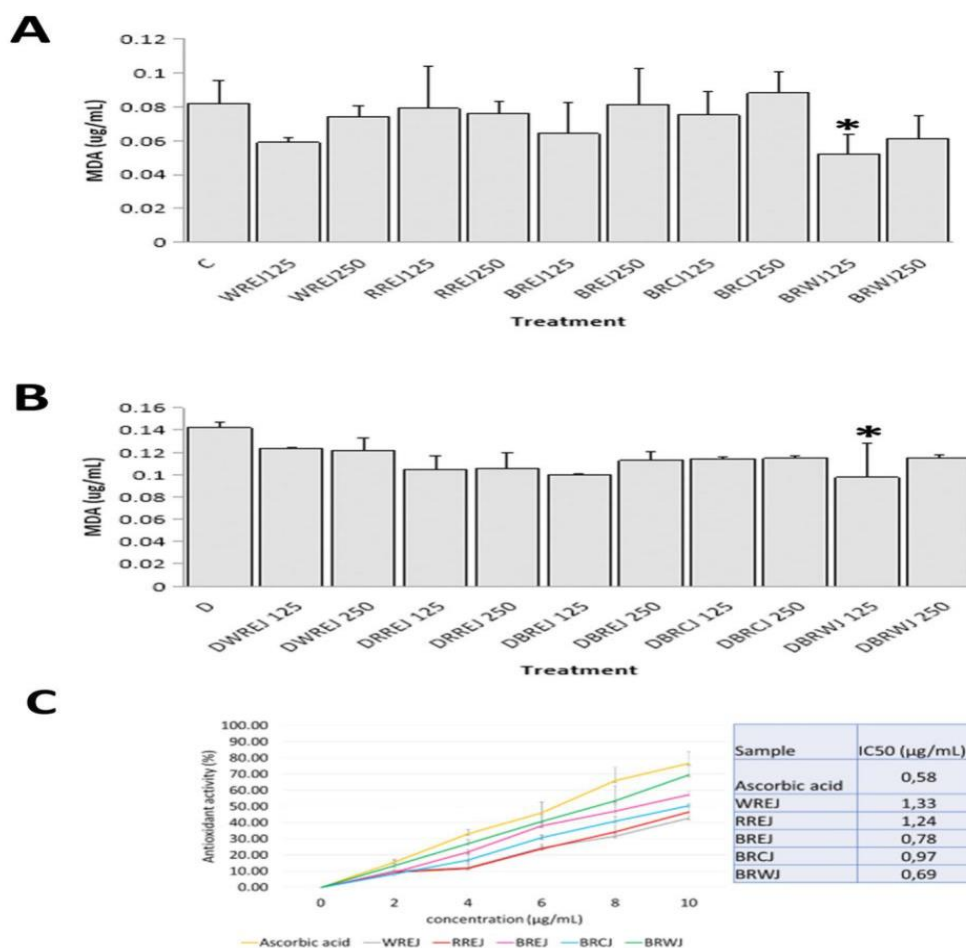 A
MDA (ug/mL)
0.12
0.1
0.08
0.06
0.04
0.02
0
*
C
WREJ125
WREJ250
RREJ125
RREJ250
BREJ125
BREJ250
BRCJ125
BRCJ250
BRWJ125
BRWJ250
Treatment
B
MDA (ug/mL)
0.16
0.14
0.12
0.1
0.08
0.06
0.04
0.02
0
*
D
DWREJ 125
DWREJ 250
DRREJ 125
DRREJ 250
DBREJ 125
DBREJ 250
DBRCJ 125
DBRCJ 250
DBRWJ 125
DBRWJ 250
Treatment
C
Antioxidant activity (%)
100.00
90.00
80.00
70.00
60.00
50.00
40.00
30.00
20.00
10.00
0.00
0 2 4 6 8 10
concentration (µg/mL)
Ascorbic acid WREJ RREJ BREJ BRCJ BRWJ
Sample IC50 (µg/mL)
Ascorbic acid 0,58
WREJ 1,33
RREJ 1,24
BREJ 0,78
BRCJ 0,97
BRWJ 0,69